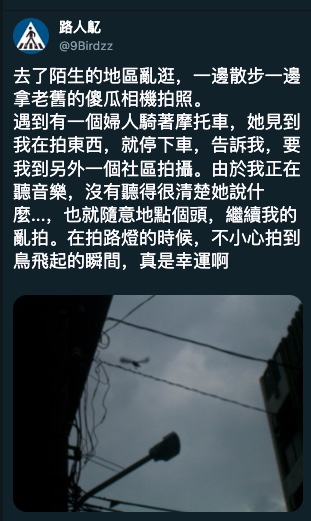 路人䰾
@9Birdzz
去了陌生的地區亂逛，一邊散步一邊
拿老舊的傻瓜相機拍照。
遇到有一個婦人騎著摩托車，她見到
我在拍東西，就停下車，告訴我，要
我到另外一個社區拍攝。由於我正在
聽音樂，沒有聽得很清楚她說什
麼...，也就隨意地點個頭，繼續我的
亂拍。在拍路燈的時候，不小心拍到
鳥飛起的瞬間，真是幸運啊